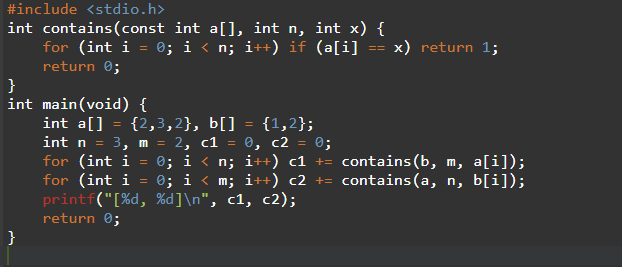 #include <stdio.h>
int contains(const int a[], int n, int x) {
    for (int i = 0; i < n; i++) if (a[i] == x) return 1;
    return 0;
}
int main(void) {
    int a[] = {2,3,2}, b[] = {1,2};
    int n = 3, m = 2, c1 = 0, c2 = 0;
    for (int i = 0; i < n; i++) c1 += contains(b, m, a[i]);
    for (int i = 0; i < m; i++) c2 += contains(a, n, b[i]);
    printf("[%d, %d]\n", c1, c2);
    return 0;
}